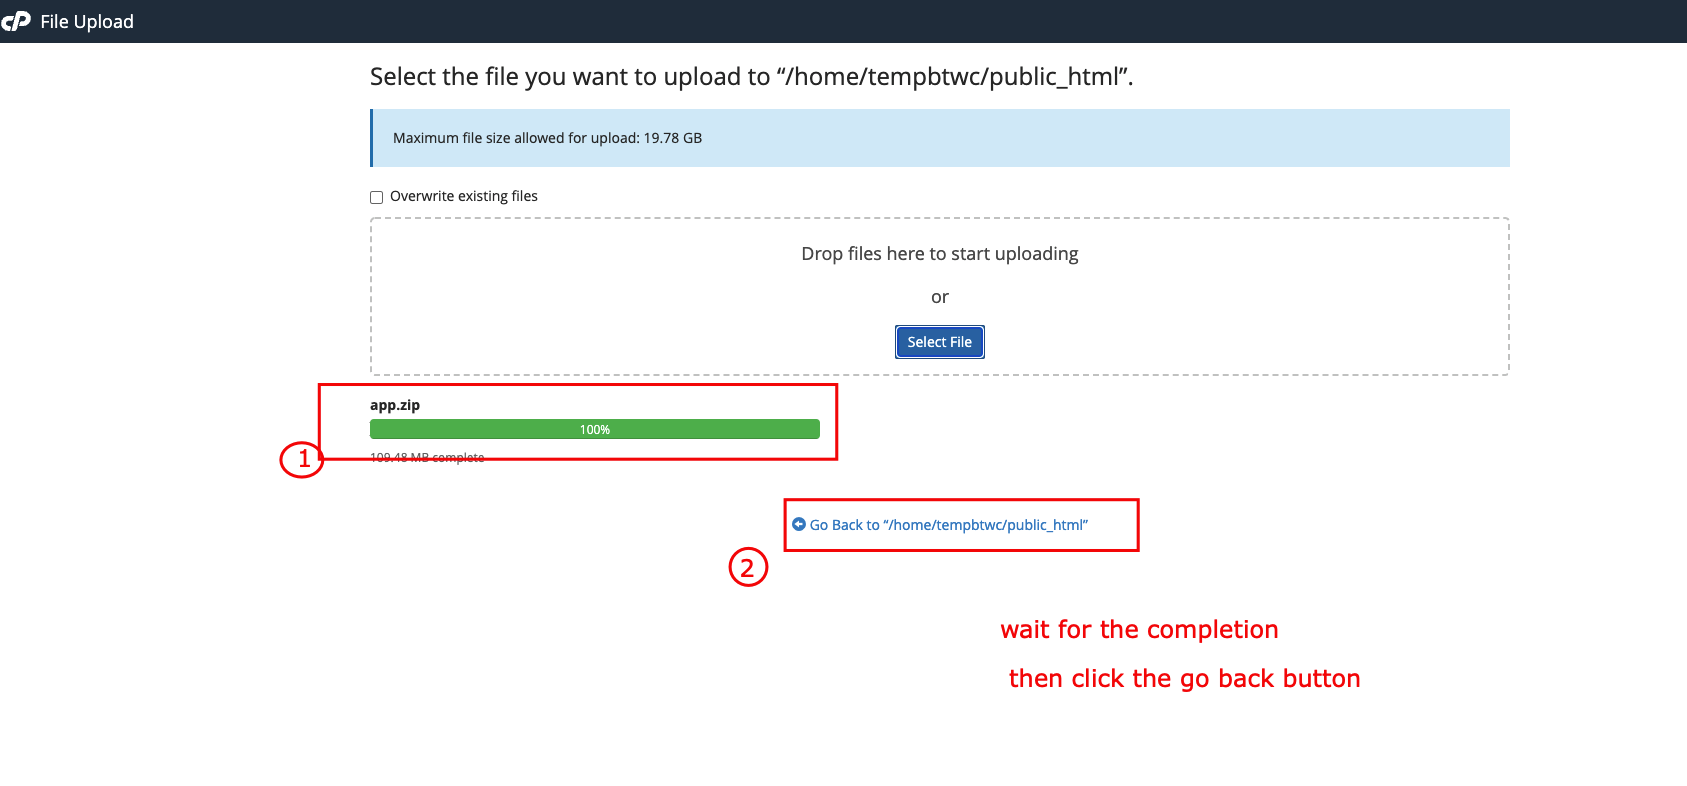 cP File Upload
Select the file you want to upload to “/home/tempbtwc/public_html”.
Maximum file size allowed for upload: 19.78 GB
Overwrite existing files
Drop files here to start uploading
or
Select File
app.zip
100%
109.48 MB complete
1
Go Back to “/home/tempbtwc/public_html”
2
wait for the completion
then click the go back button